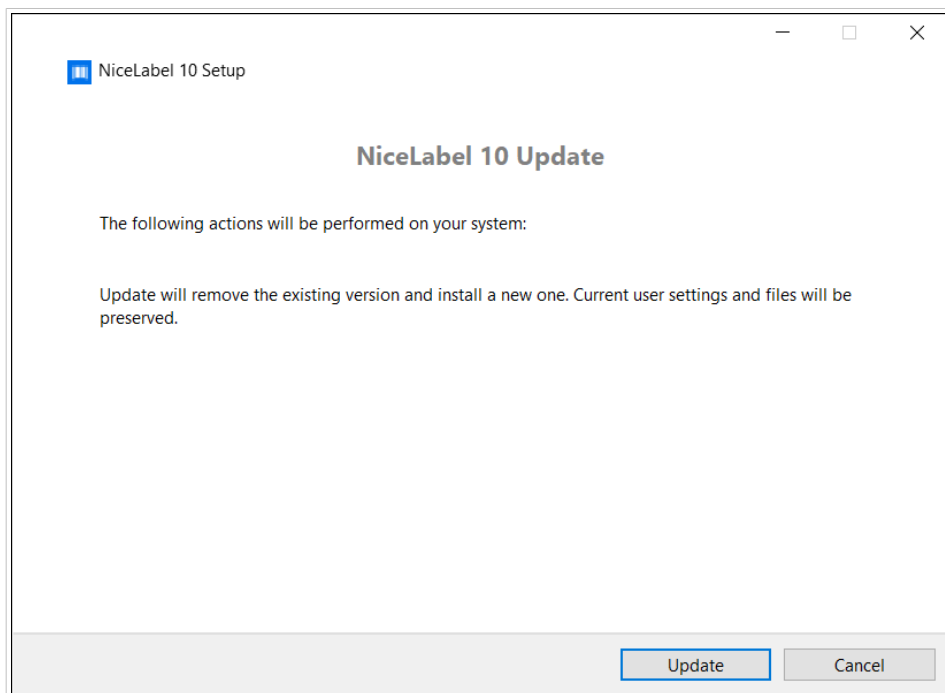 NiceLabel 10 Setup
NiceLabel 10 Update
The following actions will be performed on your system:
Update will remove the existing version and install a new one. Current user settings and files will be
preserved.
Update
Cancel